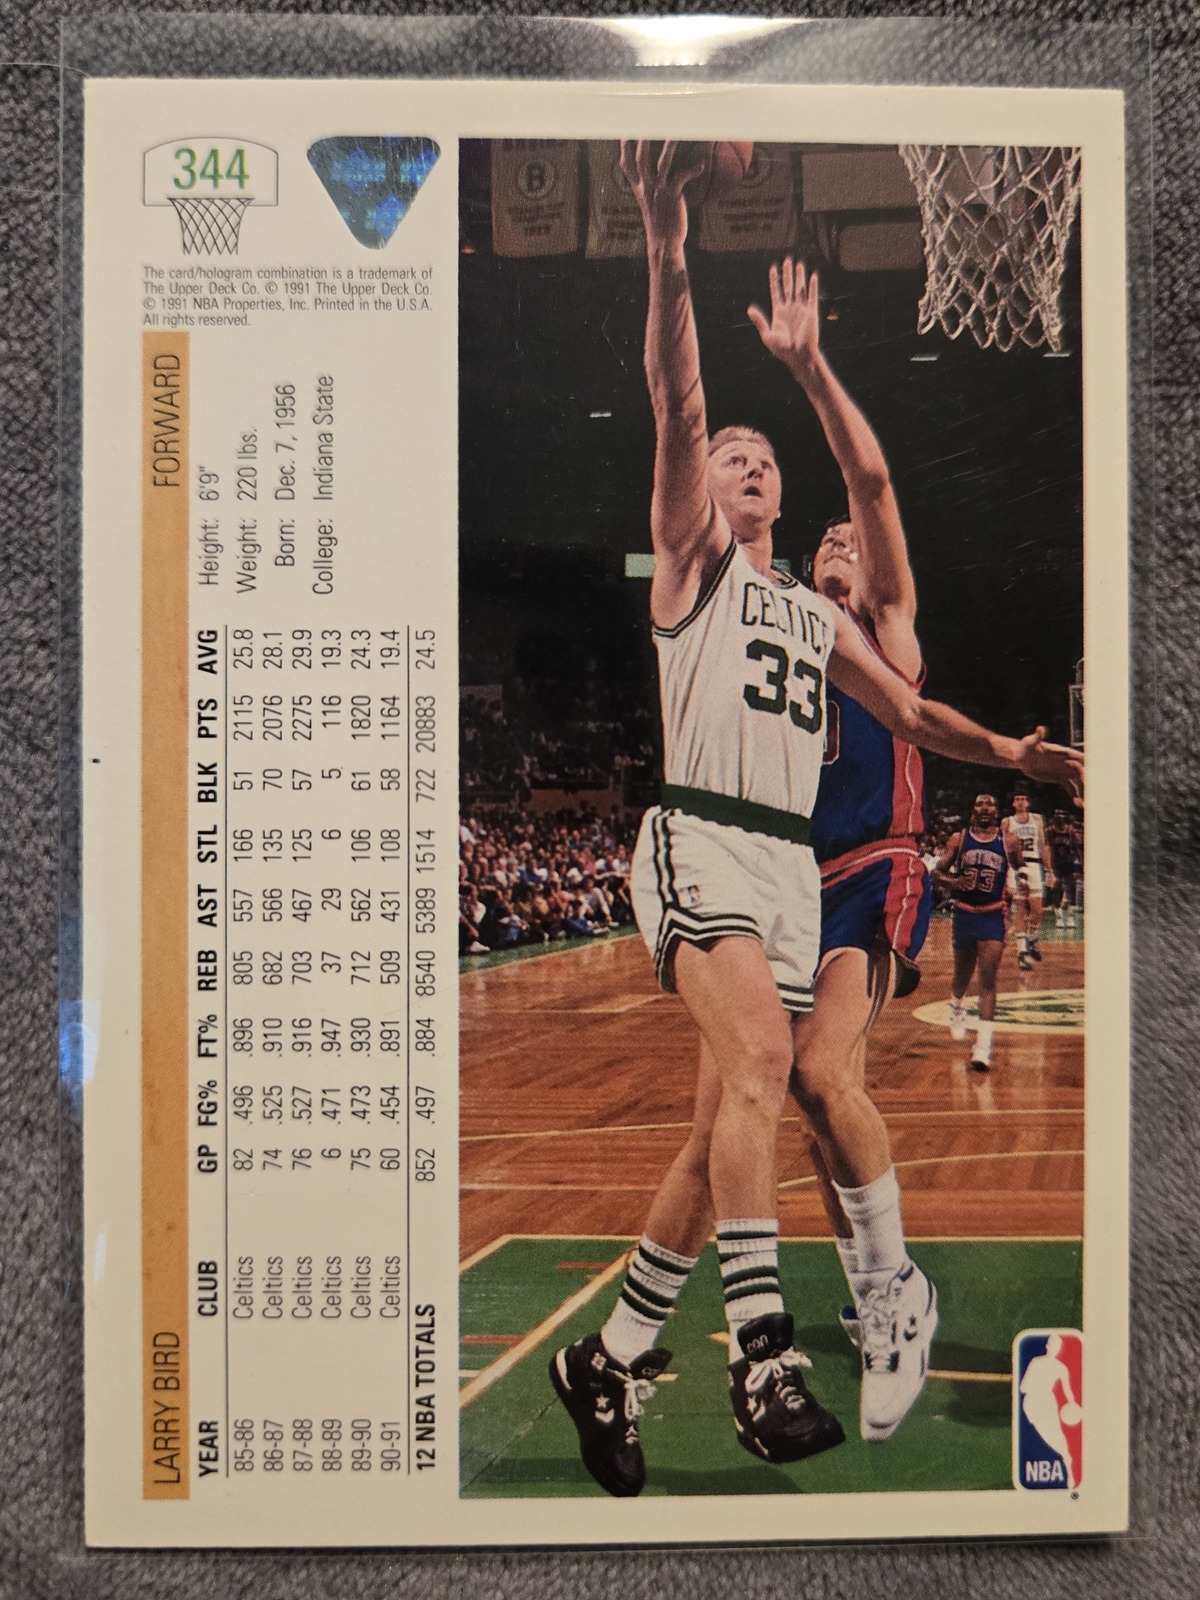 344
The card/hologram combination is a trademark of
The Upper Deck Co. © 1991 The Upper Deck Co.
© 1991 NBA Properties, Inc. Printed in the U.S.A.
All rights reserved.
LARRY BIRD FORWARD
Height: 6'9"
Weight: 220 lbs.
Born: Dec. 7, 1956
College: Indiana State
YEAR CLUB GP FG% FT% REB AST STL BLK PTS AVG
85-86 Celtics 82 .496 .896 805 557 166 51 2115 25.8
86-87 Celtics 74 .525 .910 682 566 135 70 2076 28.1
87-88 Celtics 76 .527 .916 703 467 125 57 2275 29.9
88-89 Celtics 6 .471 .947 37 29 6 5 116 19.3
89-90 Celtics 75 .473 .930 712 562 106 61 1820 24.3
90-91 Celtics 60 .454 .891 509 431 108 58 1164 19.4
12 NBA TOTALS 852 .497 .884 8540 5389 1514 722 20883 24.5
B
CELTICS
33
33
NBA
®